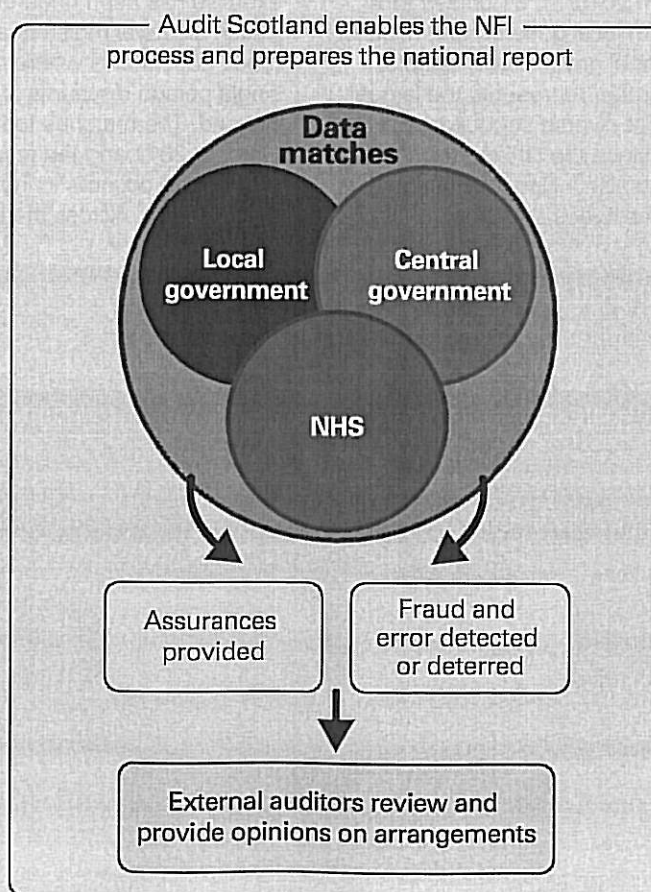 Audit Scotland enables the NFI
process and prepares the national report
Data
matches
Local
government
Central
government
NHS
Assurances
provided
Fraud and
error detected
or deterred
External auditors review and
provide opinions on arrangements